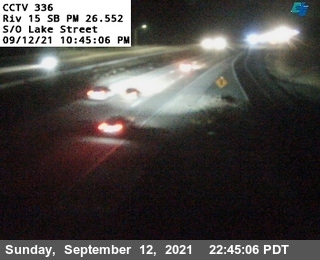 CCTV 336
Riv 15 SB PM 26.552
S/O Lake Street
09/12/21 10:45:06 PM
Sunday, September 12, 2021 22:45:06 PDT